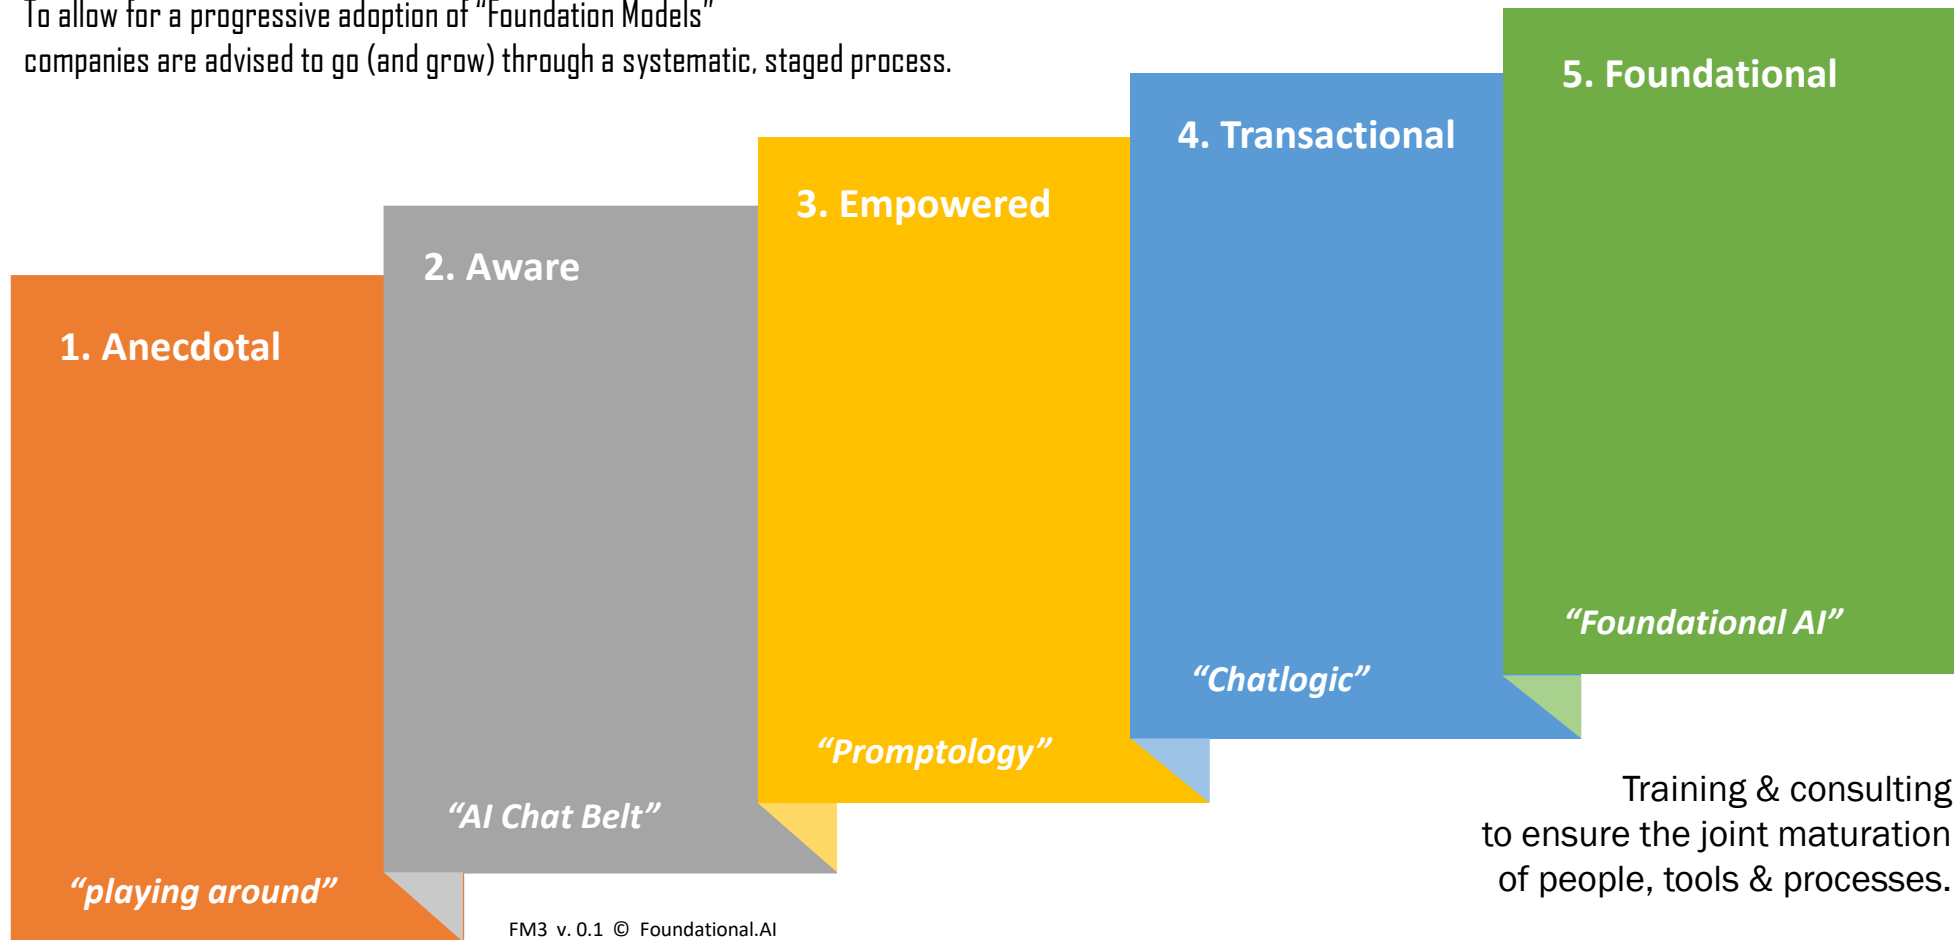 To allow for a progressive adoption of “Foundation Models”
companies are advised to go (and grow) through a systematic, staged process.
1. Anecdotal
“playing around”
2. Aware
“AI Chat Belt”
3. Empowered
“Promptology”
4. Transactional
“Chatlogic”
5. Foundational
“Foundational AI”
Training & consulting
to ensure the joint maturation
of people, tools & processes.
FM3 v. 0.1 © Foundational.AI